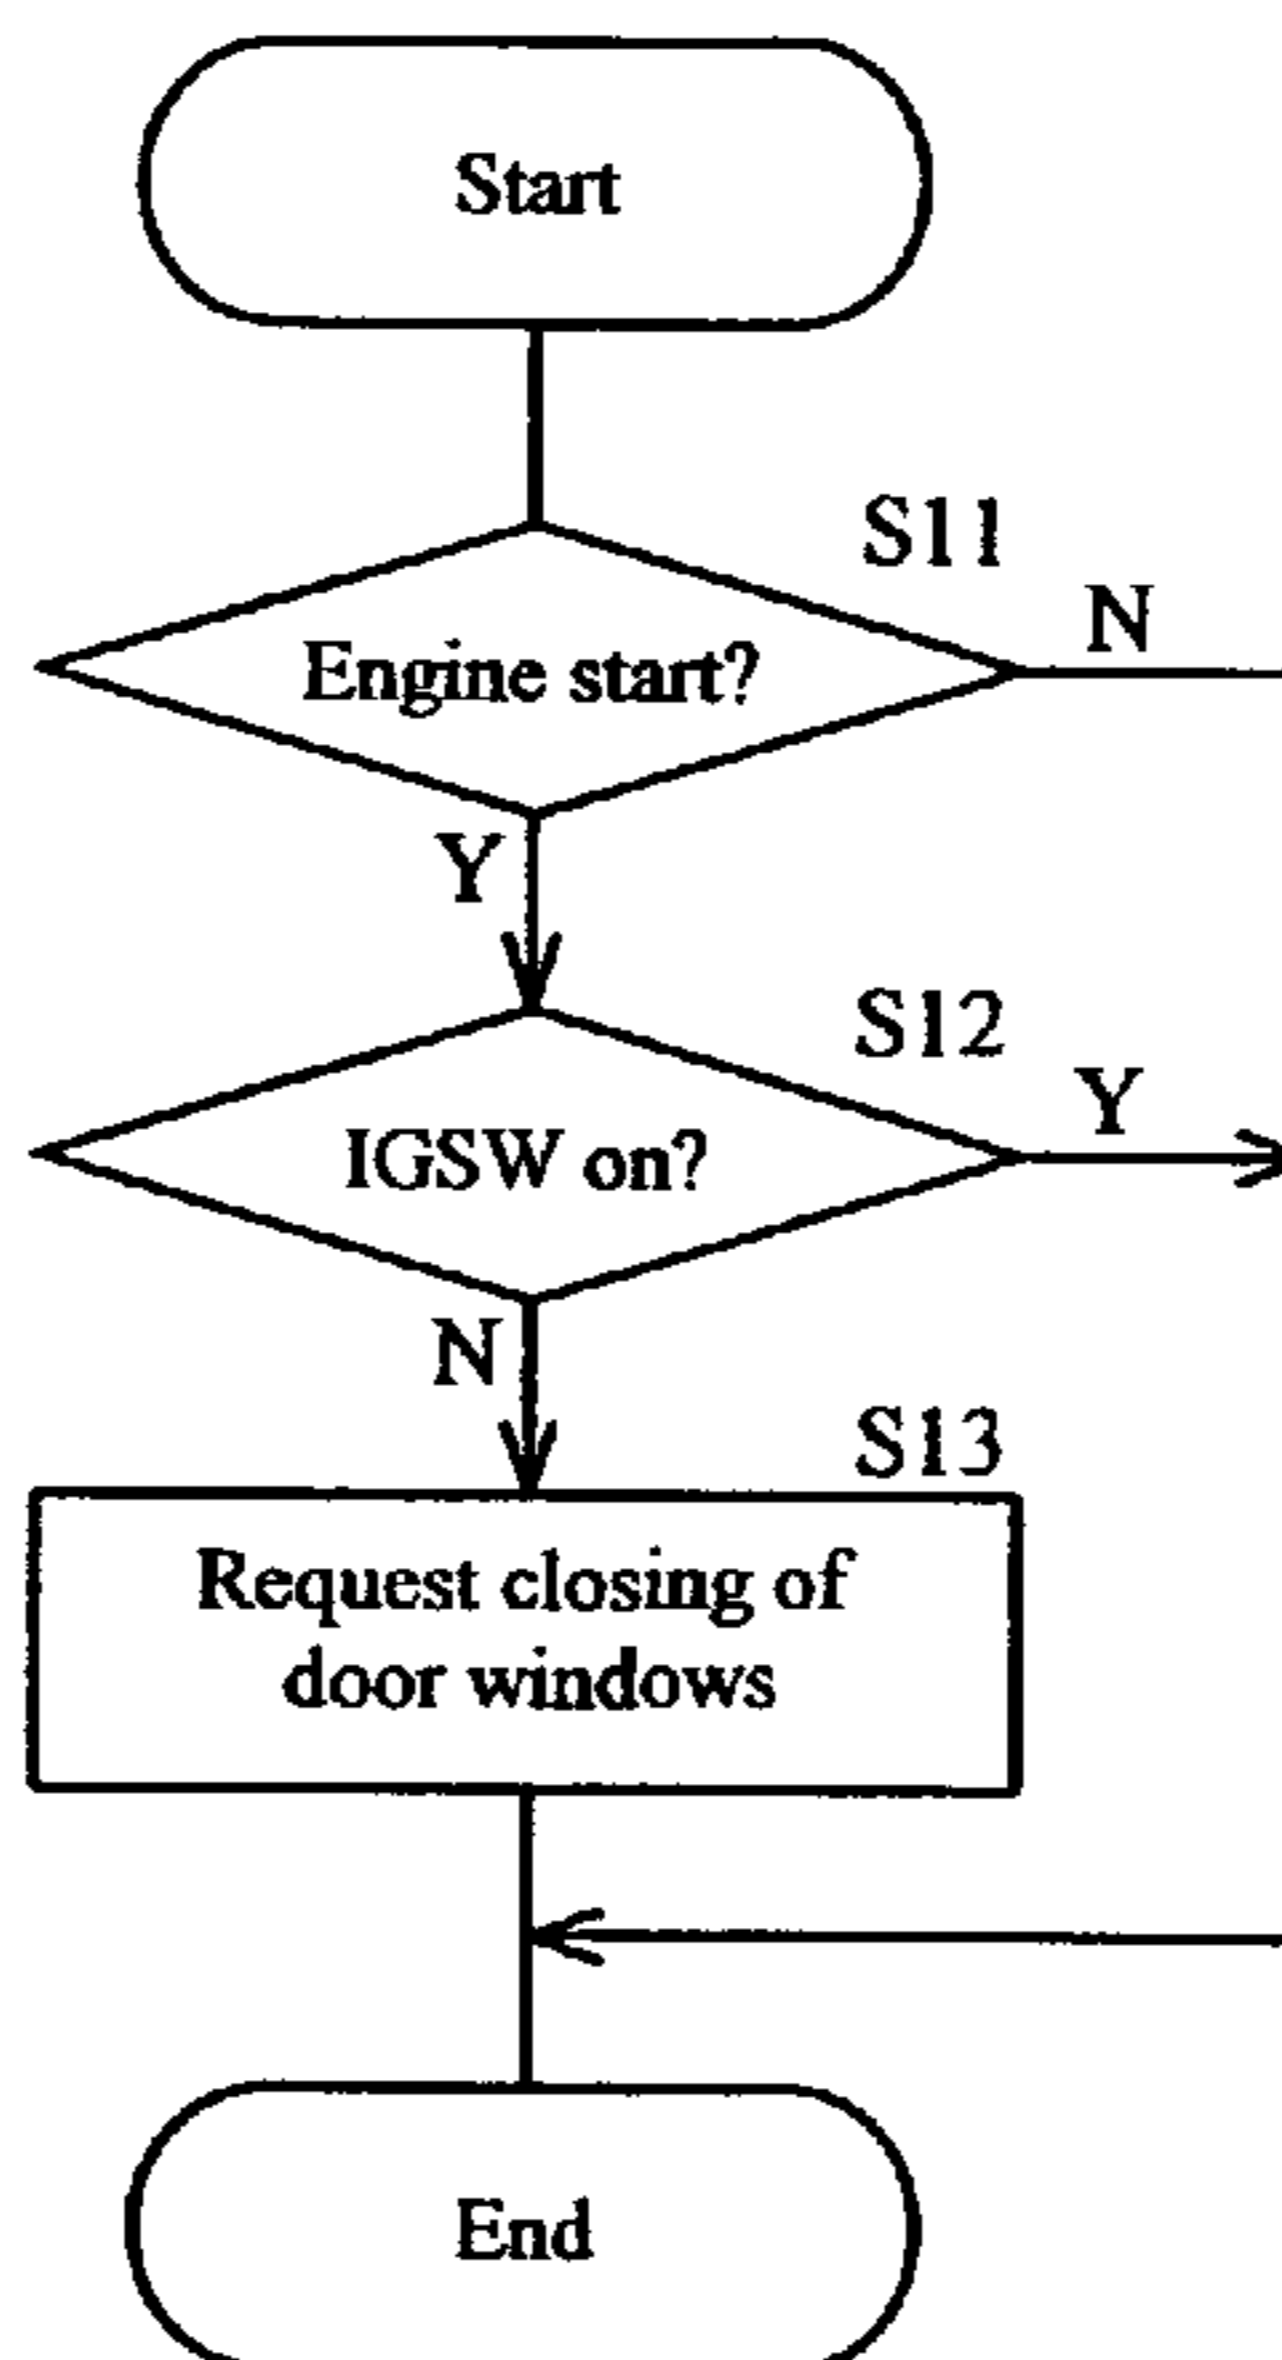 Start
S11
N
Engine start?
Y
S12
Y
IGSW on?
N
S13
Request closing of
door windows
End